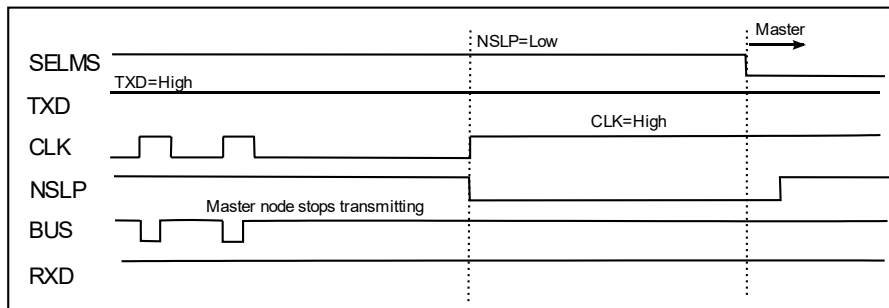 Master
NSLP=Low
SELMS
TXD=High
TXD
CLK=High
CLK
NSLP
Master node stops transmitting
BUS
RXD